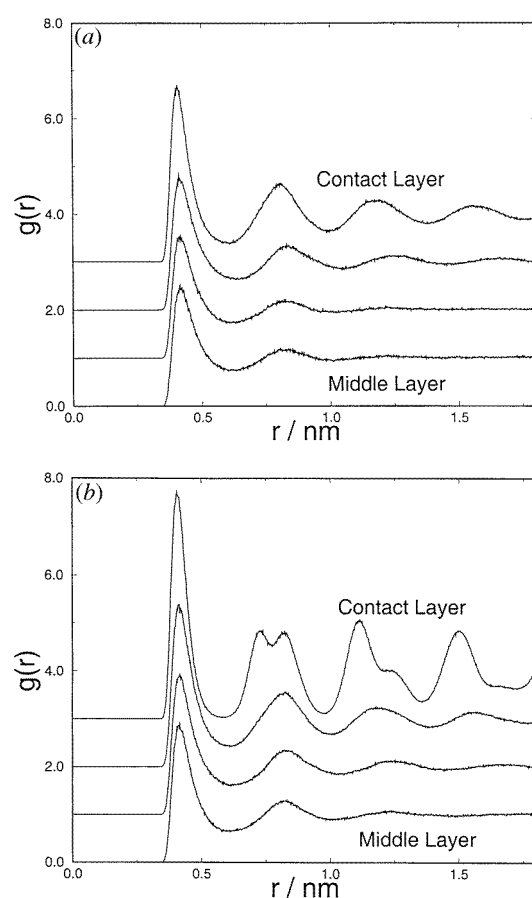 (a)
8.0
6.0
4.0
2.0
0.0
g(r)
Contact Layer
Middle Layer
0.0 0.5 1.0 1.5
r / nm
(b)
8.0
6.0
4.0
2.0
0.0
g(r)
Contact Layer
Middle Layer
0.0 0.5 1.0 1.5
r / nm